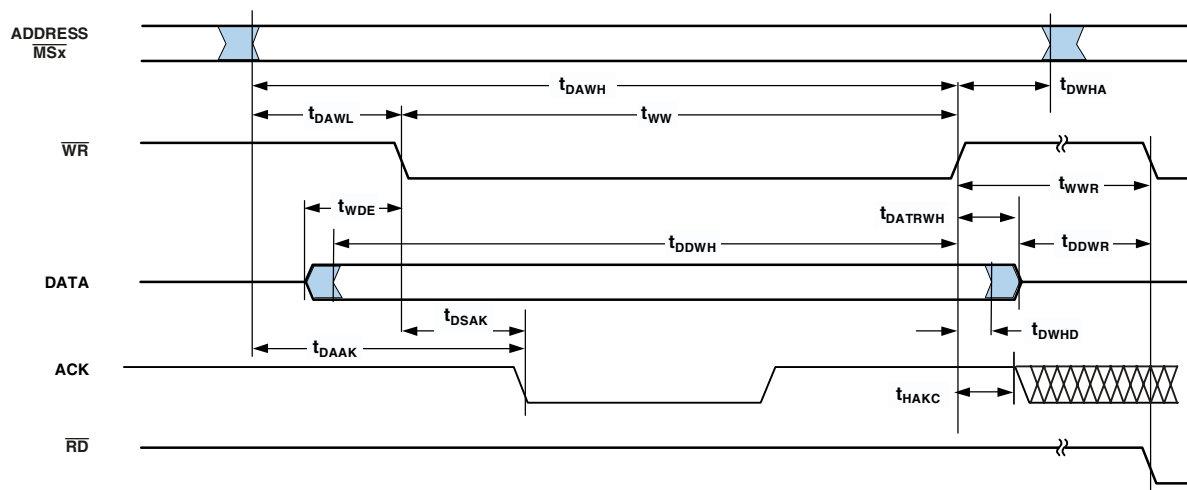 ADDRESS
MSx
tDAWH
tDWHA
tDAWL
tWW
WR
tWWR
tWDE
tDATRWH
tDDWH
tDDWR
DATA
tDSAK
tDWHD
tDAAK
ACK
tHAKC
RD